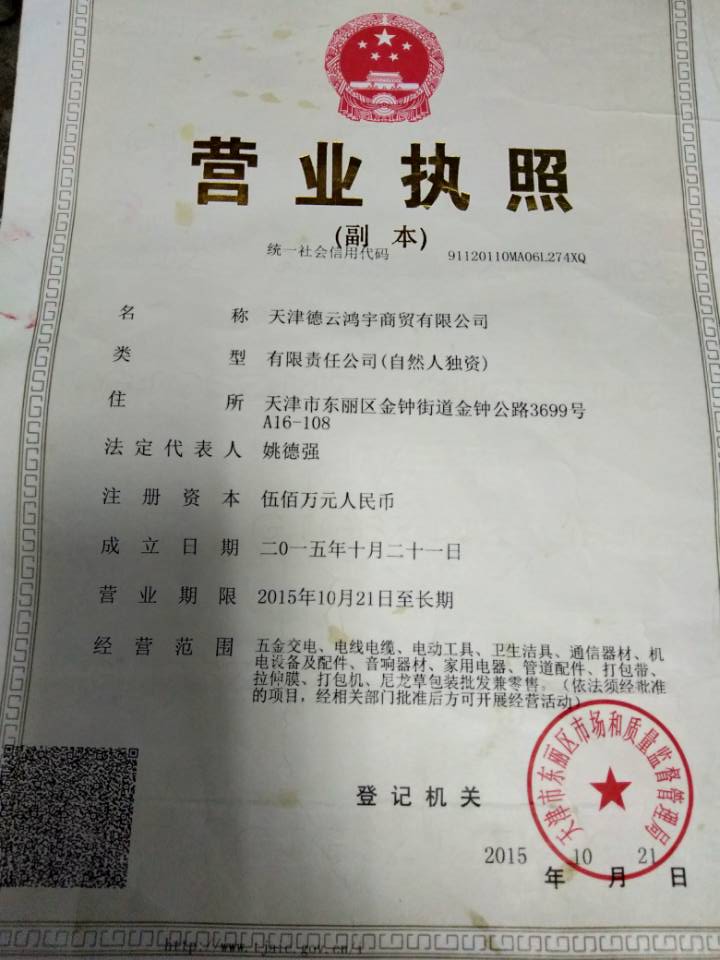 营业执照
(副 本)
统一社会信用代码 91120110MA06L274XQ
名 称 天津德云鸿宇商贸有限公司
类 型 有限责任公司(自然人独资)
住 所 天津市东丽区金钟街道金钟公路3699号
A16-108
法定代表人 姚德强
注册资本 伍佰万元人民币
成立日期 二〇一五年十月二十一日
营业期限 2015年10月21日至长期
经营范围 五金交电、电线电缆、电动工具、卫生洁具、通信器材、机
电设备及配件、音响器材、家用电器、管道配件、打包带、
拉伸膜、打包机、尼龙草包装批发兼零售。(依法须经批准
的项目，经相关部门批准后方可开展经营活动)
天津市东丽区市场和质量监督管理局
登记机关
2015 10 21
年 月 日
http://www.tjaic.gov.cn/